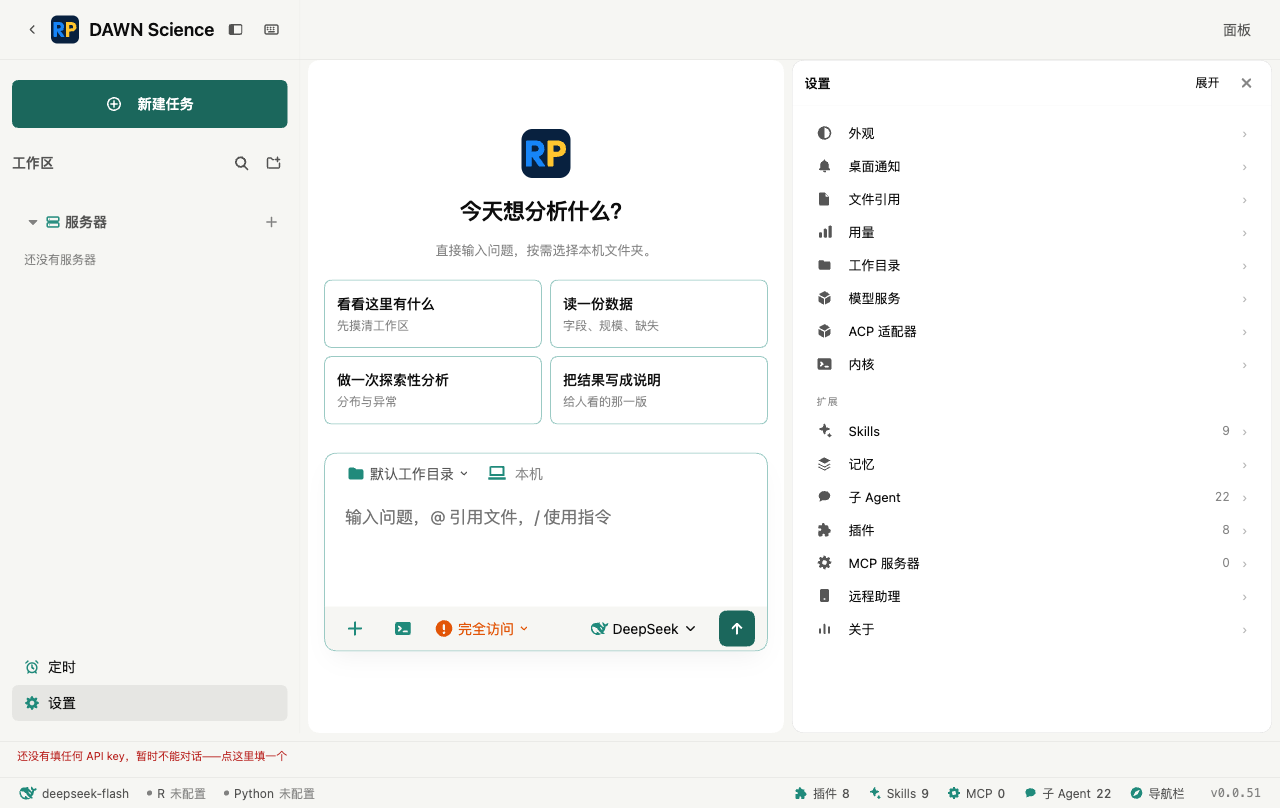 RP DAWN Science
面板
新建任务
工作区
服务器
还没有服务器
定时
设置
RP
今天想分析什么?
直接输入问题，按需选择本机文件夹。
看看这里有什么
先摸清工作区
读一份数据
字段、规模、缺失
做一次探索性分析
分布与异常
把结果写成说明
给人看的那一版
默认工作目录 本机
输入问题，@ 引用文件，/ 使用指令
完全访问 DeepSeek
设置 展开
外观
桌面通知
文件引用
用量
工作目录
模型服务
ACP 适配器
内核
扩展
Skills 9
记忆
子 Agent 22
插件 8
MCP 服务器 0
远程助理
关于
还没有填任何 API key，暂时不能对话——点这里填一个
deepseek-flash R 未配置 Python 未配置 插件 8 Skills 9 MCP 0 子 Agent 22 导航栏 v0.0.51